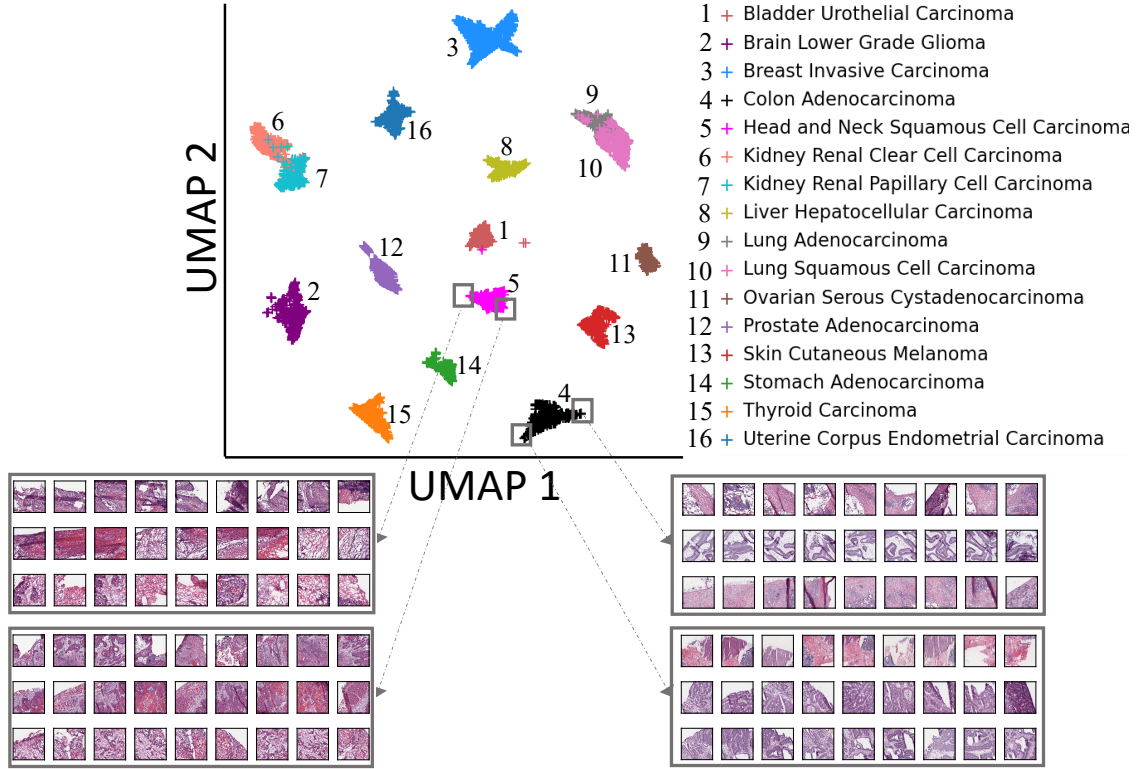 1 + Bladder Urothelial Carcinoma
2 + Brain Lower Grade Glioma
3 + Breast Invasive Carcinoma
4 + Colon Adenocarcinoma
5 + Head and Neck Squamous Cell Carcinoma
6 + Kidney Renal Clear Cell Carcinoma
7 + Kidney Renal Papillary Cell Carcinoma
8 + Liver Hepatocellular Carcinoma
9 + Lung Adenocarcinoma
10 + Lung Squamous Cell Carcinoma
11 + Ovarian Serous Cystadenocarcinoma
12 + Prostate Adenocarcinoma
13 + Skin Cutaneous Melanoma
14 + Stomach Adenocarcinoma
15 + Thyroid Carcinoma
16 + Uterine Corpus Endometrial Carcinoma
UMAP 2
3
9
6
16
8
10
7
1
12
11
2
5
13
14
4
15
UMAP 1